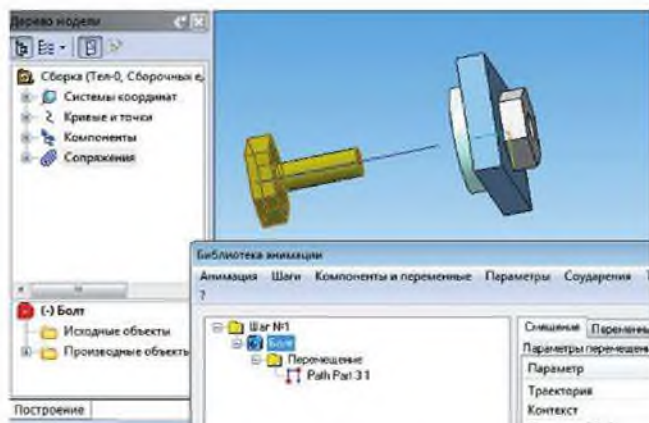 Дерево модели
Сборка (Тел-0, Сборочных е
Системы координат
Кривые и точки
Компоненты
Сопряжения
(-) Болт
Исходные объекты
Производные объекты
Построение
Библиотека анимации
Анимация Шаги Компоненты и переменные Параметры Соударения
?
Шаг №1
Болт
Перемещение
Path Part 3 1
Смещение Переменны
Параметры перемещени
Параметр
Траектория
Контекст